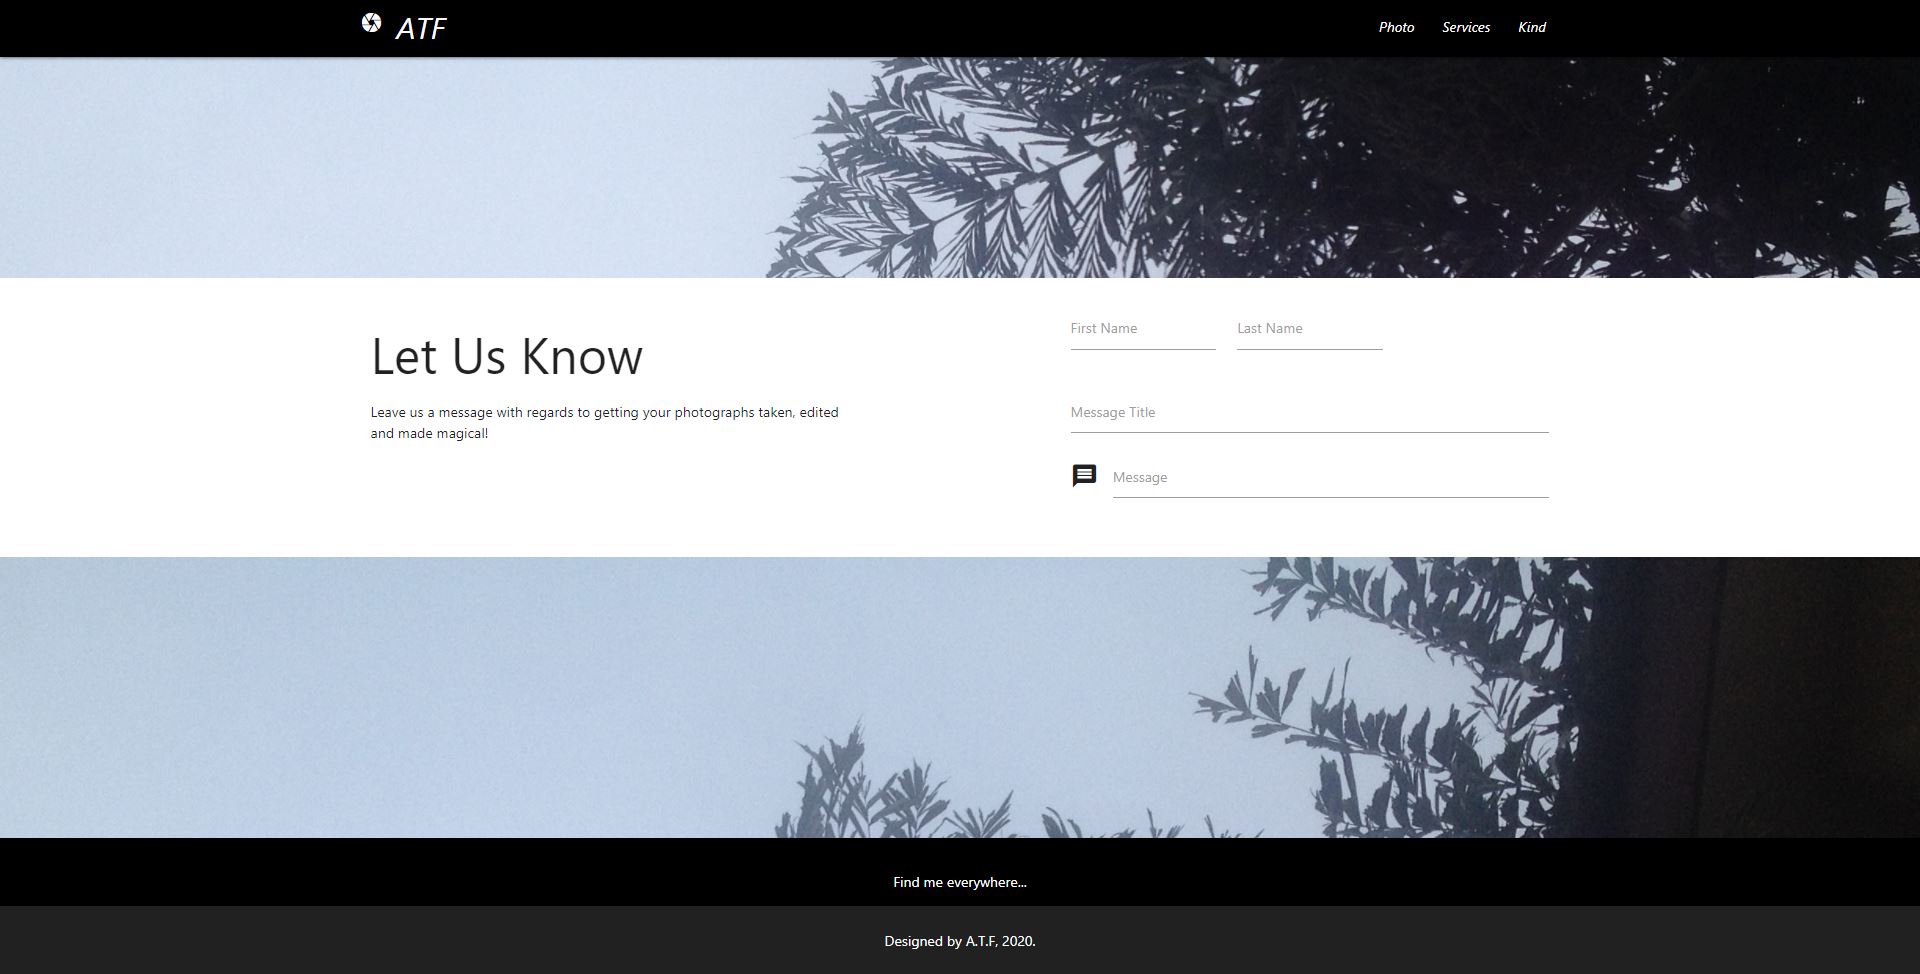 ATF
Photo Services Kind
Let Us Know
Leave us a message with regards to getting your photographs taken, edited
and made magical!
First Name Last Name
Message Title
Message
Find me everywhere...
Designed by A.T.F, 2020.